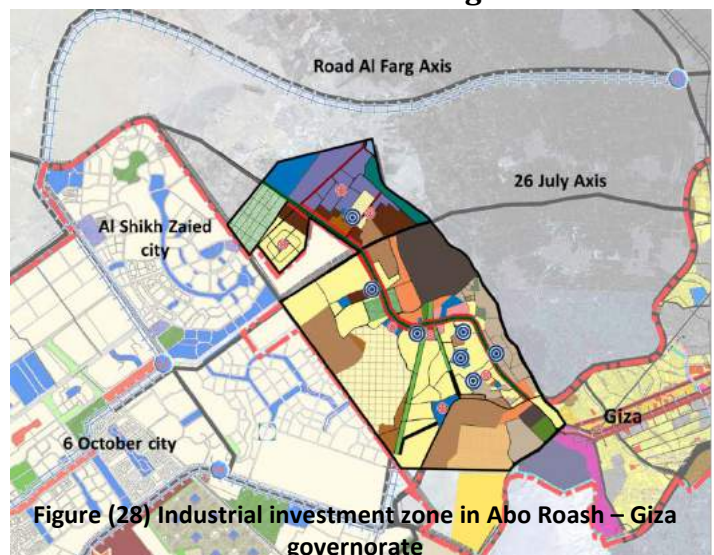 Road Al Farg Axis
26 July Axis
Al Shikh Zaied
city
6 October city
Giza
Figure (28) Industrial investment zone in Abo Roash – Giza
governorate